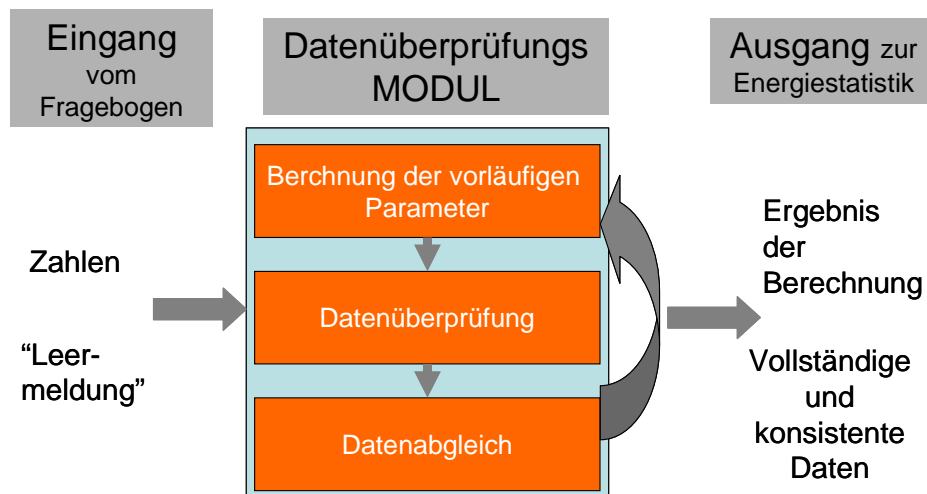 Eingang
vom
Fragebogen
Datenüberprüfungs
MODUL
Ausgang zur
Energiestatistik
Zahlen
“Leer-
meldung”
Berchnung der vorläufigen
Parameter
Datenüberprüfung
Datenabgleich
Ergebnis
der
Berechnung
Vollständige
und
konsistente
Daten